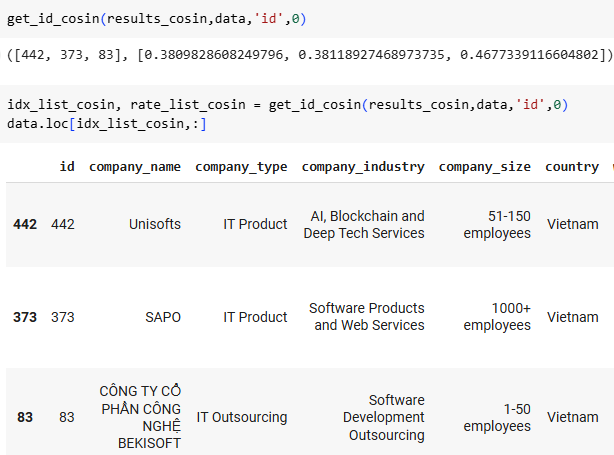 get_id_cosin(results_cosin,data,'id',0)
([442, 373, 83], [0.3809828608249796, 0.38118927468973735, 0.4677339116604802])
idx_list_cosin, rate_list_cosin = get_id_cosin(results_cosin,data,'id',0)
data.loc[idx_list_cosin,:]
id company_name company_type company_industry company_size country
442 442 Unisofts IT Product AI, Blockchain and Deep Tech Services 51-150 employees Vietnam
373 373 SAPO IT Product Software Products and Web Services 1000+ employees Vietnam
83 83 CÔNG TY CỔ PHẦN CÔNG NGHỆ BEKISOFT IT Outsourcing Software Development Outsourcing 1-50 employees Vietnam